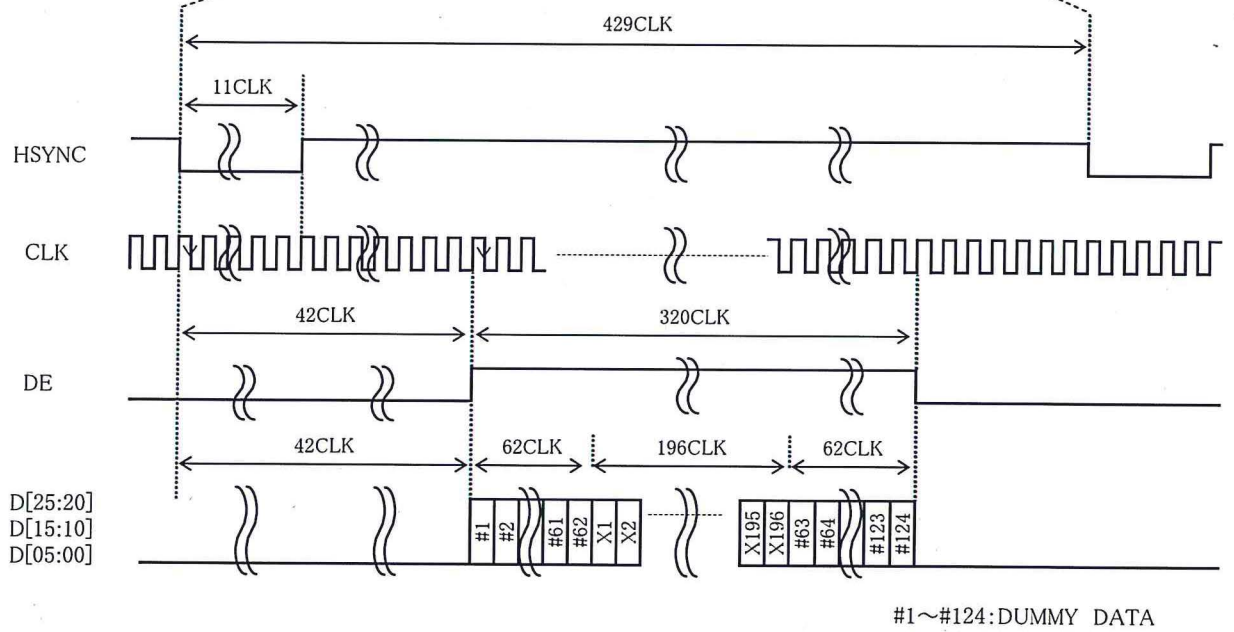 429CLK
11CLK
HSYNC
CLK
42CLK
320CLK
DE
42CLK
62CLK
196CLK
62CLK
D[25:20]
D[15:10]
D[05:00]
#1
#2
#61
#62
X1
X2
X195
X196
#63
#64
#123
#124
#1～#124:DUMMY DATA